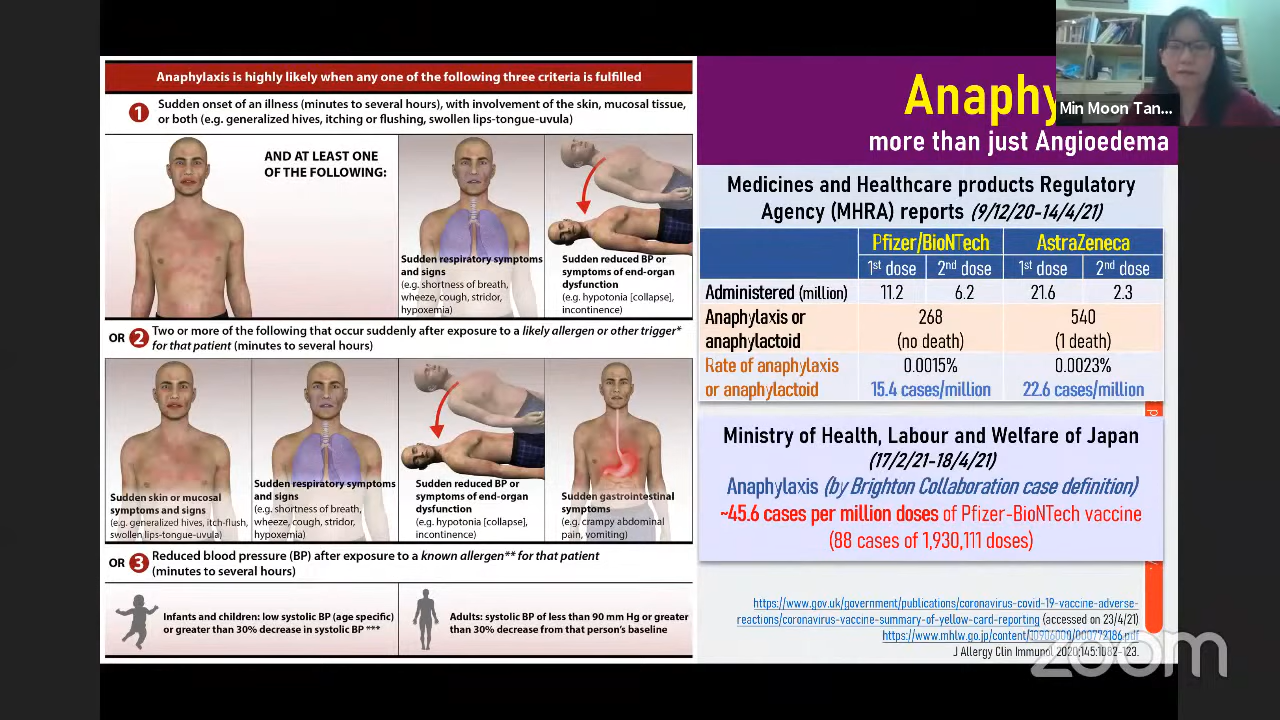 Anaphylaxis is highly likely when any one of the following three criteria is fulfilled
1 Sudden onset of an illness (minutes to several hours), with involvement of the skin, mucosal tissue,
or both (e.g. generalized hives, itching or flushing, swollen lips-tongue-uvula)
AND AT LEAST ONE
OF THE FOLLOWING:
Sudden respiratory symptoms
and signs
(e.g. shortness of breath,
wheeze, cough, stridor,
hypoxemia)
Sudden reduced BP or
symptoms of end-organ
dysfunction
(e.g. hypotonia [collapse],
incontinence)
OR 2 Two or more of the following that occur suddenly after exposure to a likely allergen or other trigger*
for that patient (minutes to several hours)
Sudden skin or mucosal
symptoms and signs
(e.g. generalized hives, itch-flush,
swollen lips-tongue-uvula)
Sudden respiratory symptoms
and signs
(e.g. shortness of breath,
wheeze, cough, stridor,
hypoxemia)
Sudden reduced BP or
symptoms of end-organ
dysfunction
(e.g. hypotonia [collapse],
incontinence)
Sudden gastrointestinal
symptoms
(e.g. crampy abdominal
pain, vomiting)
OR 3 Reduced blood pressure (BP) after exposure to a known allergen** for that patient
(minutes to several hours)
Infants and children: low systolic BP (age specific)
or greater than 30% decrease in systolic BP ***
Adults: systolic BP of less than 90 mm Hg or greater
than 30% decrease from that person's baseline
Anaphy
more than just Angioedema
Min Moon Tan...
Medicines and Healthcare products Regulatory
Agency (MHRA) reports (9/12/20-14/4/21)
Pfizer/BioNTech AstraZeneca
1st dose 2nd dose 1st dose 2nd dose
Administered (million) 11.2 6.2 21.6 2.3
Anaphylaxis or 268 540
anaphylactoid (no death) (1 death)
Rate of anaphylaxis 0.0015% 0.0023%
or anaphylactoid 15.4 cases/million 22.6 cases/million
Ministry of Health, Labour and Welfare of Japan
(17/2/21-18/4/21)
Anaphylaxis (by Brighton Collaboration case definition)
~45.6 cases per million doses of Pfizer-BioNTech vaccine
(88 cases of 1,930,111 doses)
https://www.gov.uk/government/publications/coronavirus-covid-19-vaccine-adverse-
reactions/coronavirus-vaccine-summary-of-yellow-card-reporting (accessed on 23/4/21)
https://www.mhlw.go.jp/content/10906000/000772186.pdf
J Allergy Clin Immunol 2020;145:1082-123.
zoom